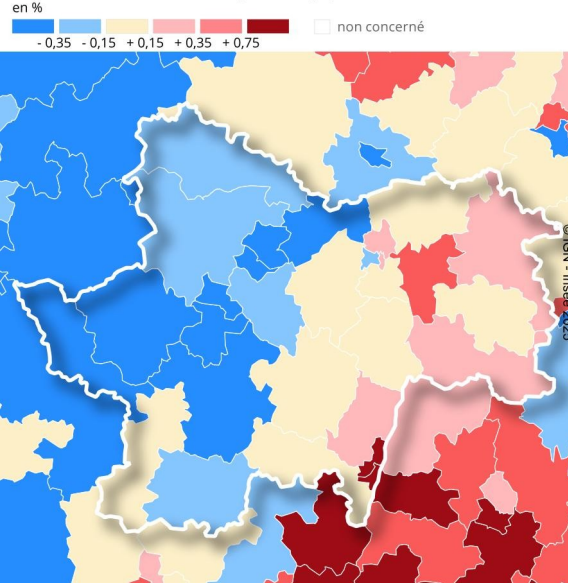 en %
- 0,35 - 0,15 + 0,15 + 0,35 + 0,75
non concerné
© IGN - Insee 2025